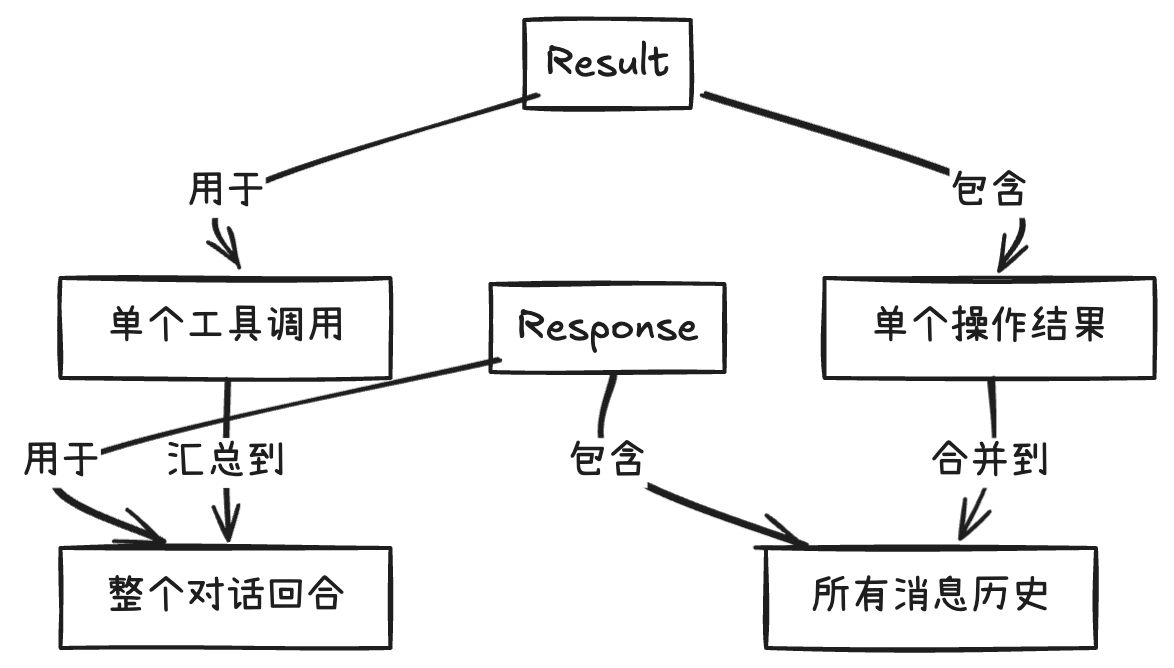 Result
用于
包含
单个工具调用
Response
单个操作结果
用于
汇总到
包含
合并到
整个对话回合
所有消息历史